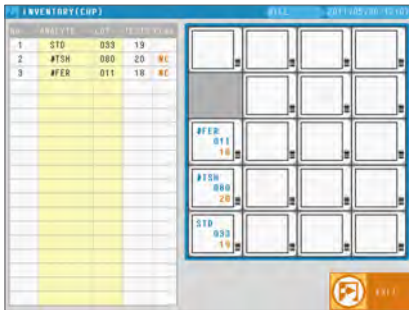 INVENTORY(CUP)
No. ANALYTE LOT TESTS FLAG
1 STD 033 19
2 #TSH 080 20 NC
3 #FER 011 18 NC
#FER
011
18
#TSH
080
20
STD
033
19
EXIT